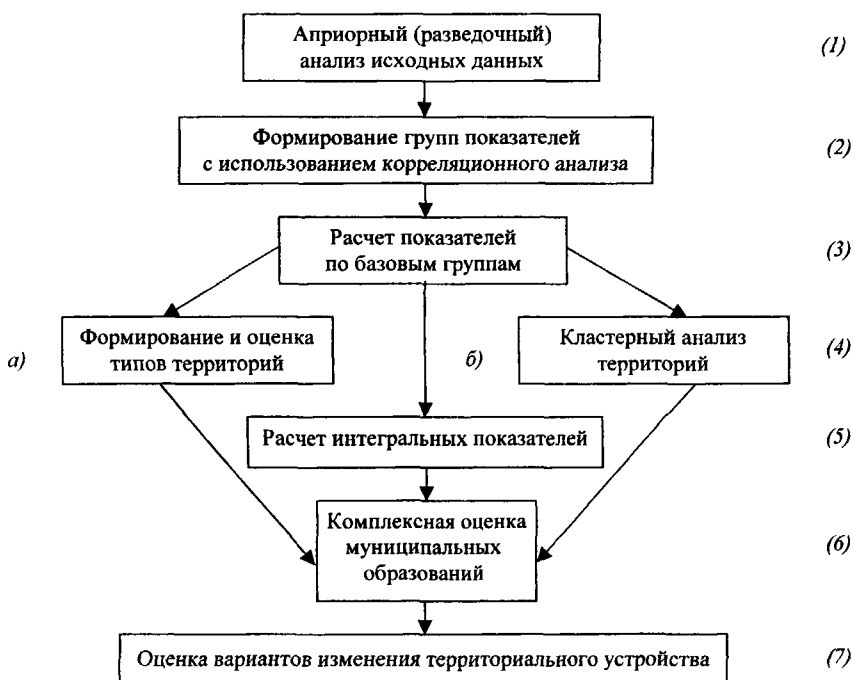 Априорный (разведочный)
анализ исходных данных
(1)
Формирование групп показателей
с использованием корреляционного анализа
(2)
Расчет показателей
по базовым группам
(3)
а)
Формирование и оценка
типов территорий
б)
Кластерный анализ
территорий
(4)
Расчет интегральных показателей
(5)
Комплексная оценка
муниципальных
образований
(6)
Оценка вариантов изменения территориального устройства
(7)